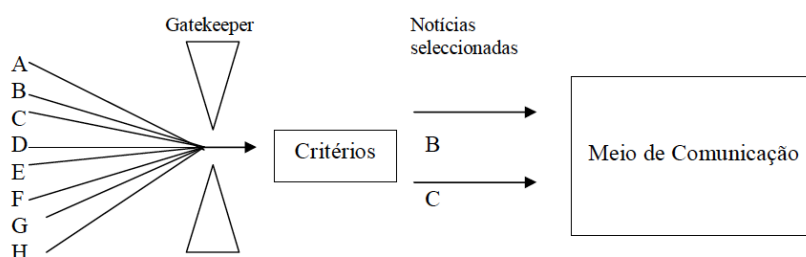 Gatekeeper
Notícias
seleccionadas
A
B
C
D
E
F
G
H
Critérios
B
C
Meio de Comunicação